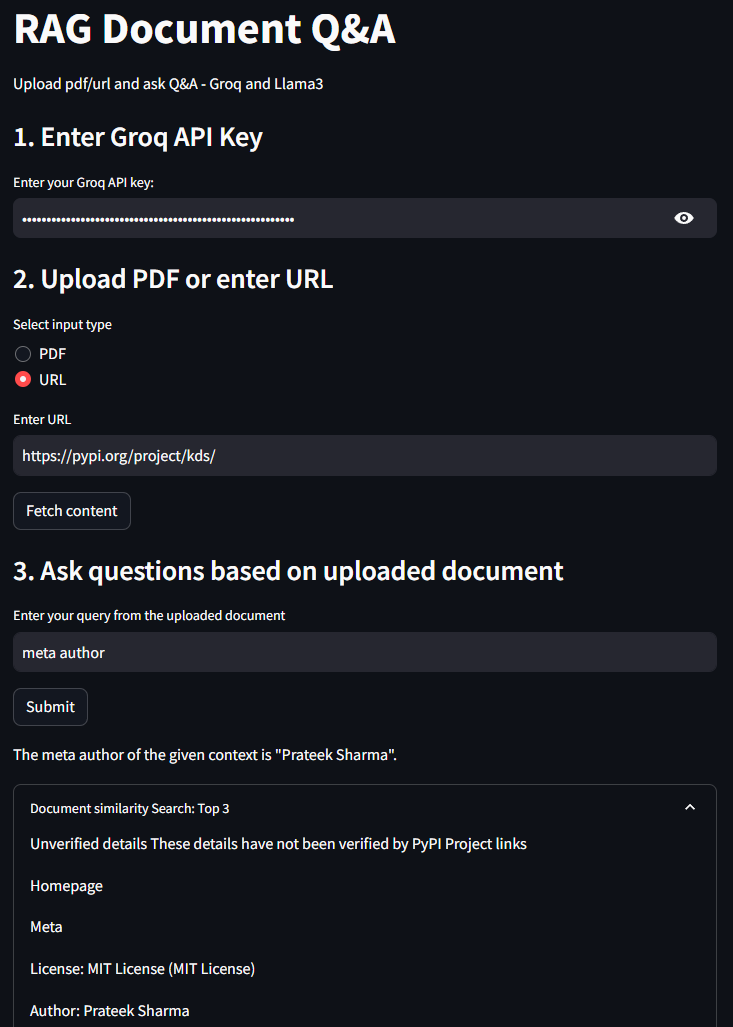 RAG Document Q&A
Upload pdf/url and ask Q&A - Groq and Llama3
1. Enter Groq API Key
Enter your Groq API key:
••••••••••••••••••••••••••••••••••••••••••••••••••••••••
2. Upload PDF or enter URL
Select input type
PDF
URL
Enter URL
https://pypi.org/project/kds/
Fetch content
3. Ask questions based on uploaded document
Enter your query from the uploaded document
meta author
Submit
The meta author of the given context is "Prateek Sharma".
Document similarity Search: Top 3
Unverified details These details have not been verified by PyPI Project links
Homepage
Meta
License: MIT License (MIT License)
Author: Prateek Sharma